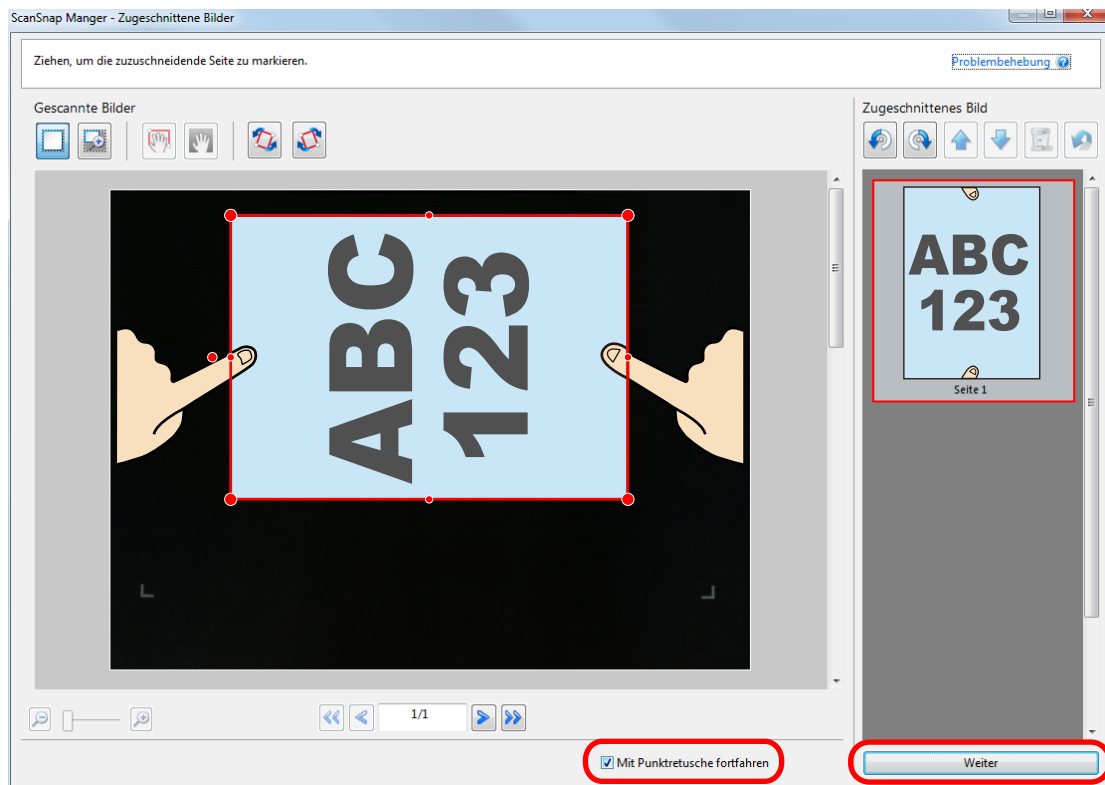 ScanSnap Manger - Zugeschnittene Bilder
Ziehen, um die zuzuschneidende Seite zu markieren.
Problembehebung
Gescannte Bilder
Zugeschnittenes Bild
ABC
123
ABC
123
Seite 1
1/1
Mit Punktretusche fortfahren
Weiter